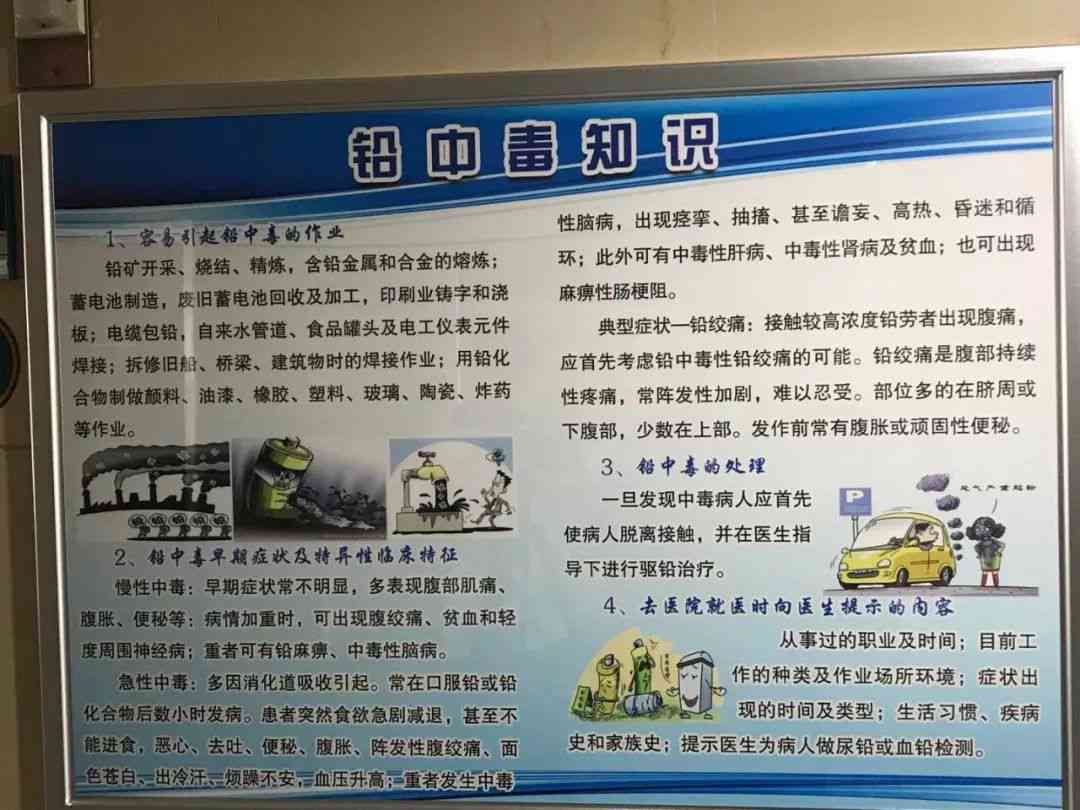 铅中毒知识
1、容易引起铅中毒的作业
铅矿开采、烧结、精炼，含铅金属和合金的熔炼；
蓄电池制造，废旧蓄电池回收及加工，印刷业铸字和浇
板；电缆包铅，自来水管道、食品罐头及电工仪表元件
焊接；拆修旧船、桥梁、建筑物时的焊接作业；用铅化
合物制做颜料、油漆、橡胶、塑料、玻璃、陶瓷、炸药
等作业。
2、铅中毒早期症状及特异性临床特征
慢性中毒：早期症状常不明显，多表现腹部肌痛、
腹胀、便秘等；病情加重时，可出现腹绞痛、贫血和轻
度周围神经病；重者可有铅麻痹、中毒性脑病。
急性中毒：多因消化道吸收引起。常在口服铅或铅
化合物后数小时发病。患者突然食欲急剧减退，甚至不
能进食，恶心、去吐、便秘、腹胀、阵发性腹绞痛、面
色苍白、出冷汗、烦躁不安，血压升高；重者发生中毒
性脑病，出现痉挛、抽搐、甚至谵妄、高热、昏迷和循
环；此外可有中毒性肝病、中毒性肾病及贫血；也可出现
麻痹性肠梗阻。
典型症状—铅绞痛：接触较高浓度铅劳者出现腹痛，
应首先考虑铅中毒性铅绞痛的可能。铅绞痛是腹部持续
性疼痛，常阵发性加剧，难以忍受。部位多的在脐周或
下腹部，少数在上部。发作前常有腹胀或顽固性便秘。
3、铅中毒的处理
一旦发现中毒病人应首先
使病人脱离接触，并在医生指
导下进行驱铅治疗。
P
尾气严重超标
4、去医院就医时向医生提示的内容
从事过的职业及时间；目前工
作的种类及作业场所环境；症状出
现的时间及类型；生活习惯、疾病
史和家族史；提示医生为病人做尿铅或血铅检测。